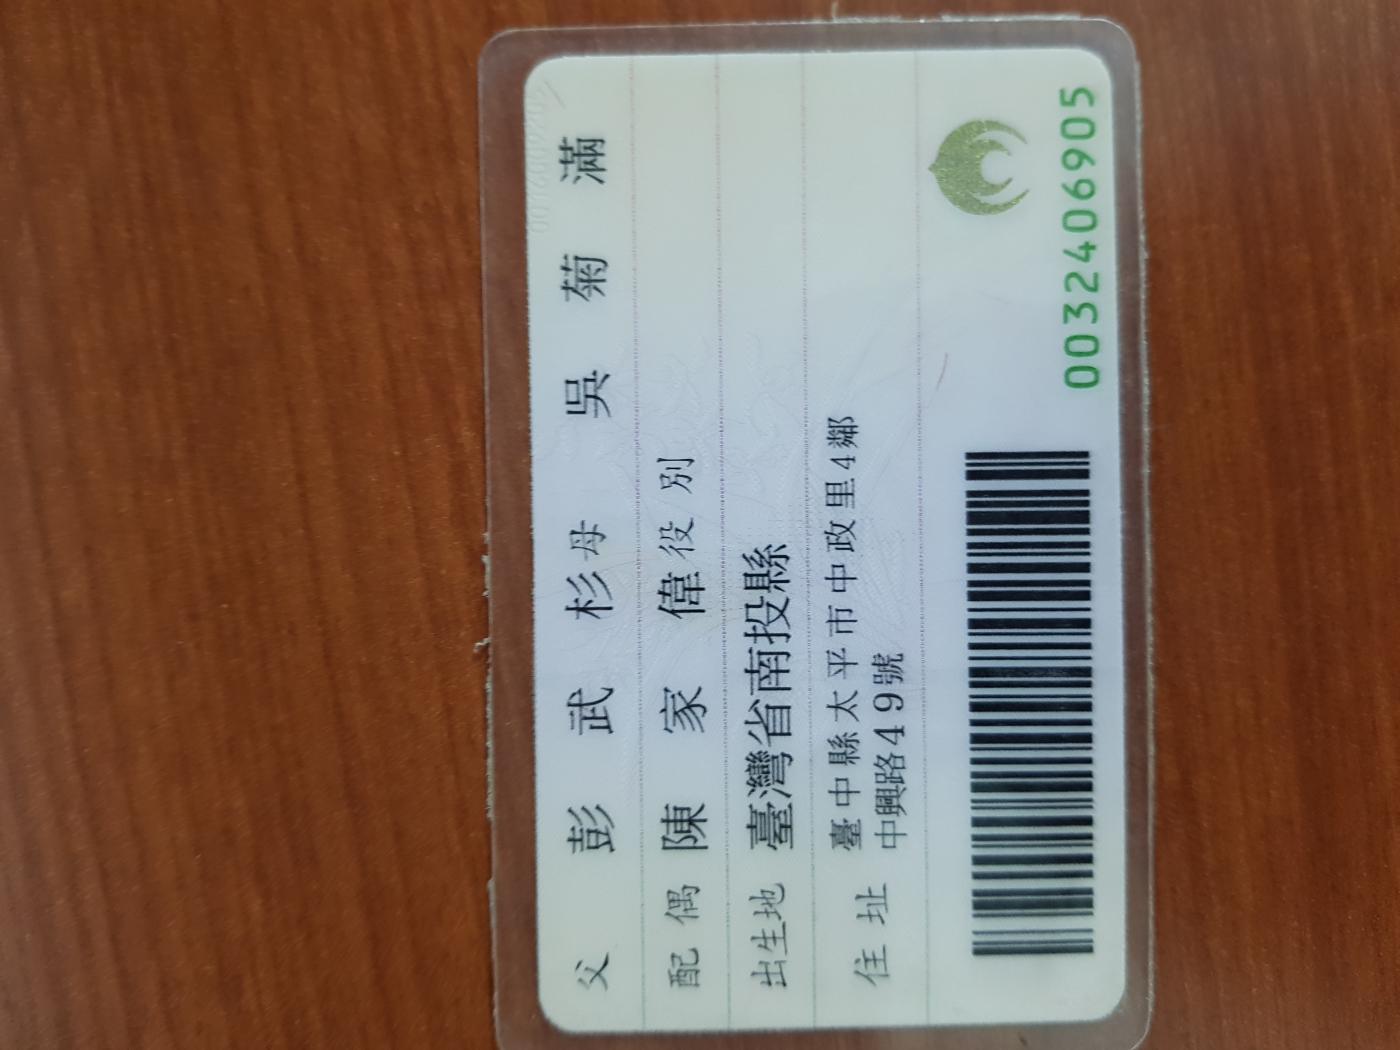 父 彭武杉 母 吳菊滿
配偶 陳家偉 役別
出生地 臺灣省南投縣
住址 臺中縣太平市中政里4鄰
中興路49號
0032406905